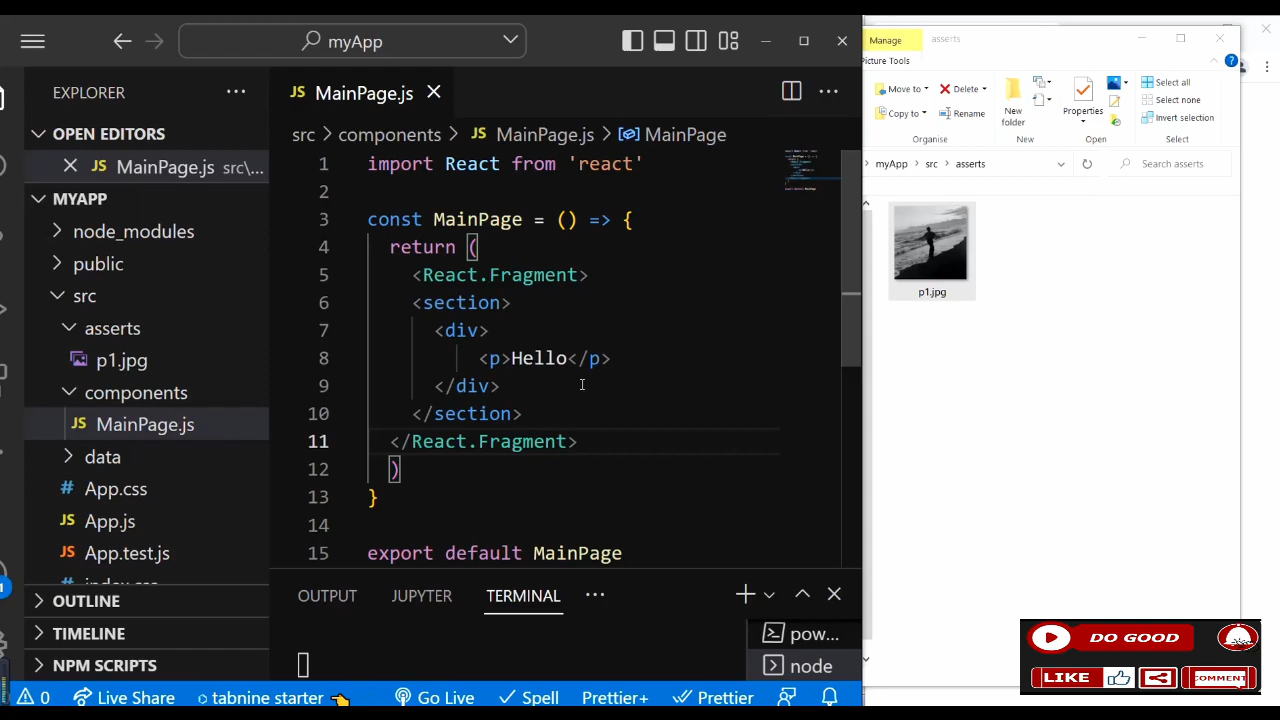 myApp
EXPLORER
OPEN EDITORS
MainPage.js src\...
MYAPP
node_modules
public
src
asserts
p1.jpg
components
JS MainPage.js
data
# App.css
JS App.js
App.test.js
OUTLINE
TIMELINE
NPM SCRIPTS
JS MainPage.js
src > components > JS MainPage.js > MainPage
1 import React from 'react'
2
3 const MainPage = () => {
4 return (
5 <React.Fragment>
6 <section>
7 <div>
8 <p>Hello</p>
9 </div>
10 </section>
11 </React.Fragment>
12 )
13 }
14
15 export default MainPage
OUTPUT JUPYTER TERMINAL ...
pow...
node
0 Live Share tabnine starter Go Live Spell Prettier+ Prettier
Manage asserts
Picture Tools
Move to Delete
Copy to Rename
New folder
Properties
Select all
Select none
Invert selection
Organise New Open Select
myApp > src > asserts
Search asserts
p1.jpg
DO GOOD
LIKE
COMMENT